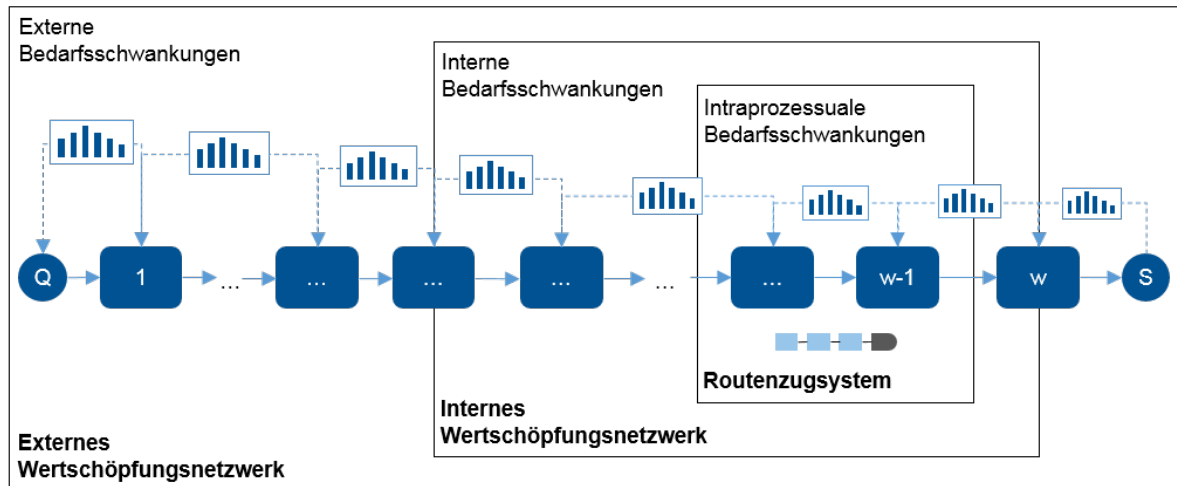 Externe
Bedarfsschwankungen
Interne
Bedarfsschwankungen
Intraprozessuale
Bedarfsschwankungen
Q
1
...
...
...
...
...
...
w-1
w
S
Routenzugsystem
Internes
Wertschöpfungsnetzwerk
Externes
Wertschöpfungsnetzwerk